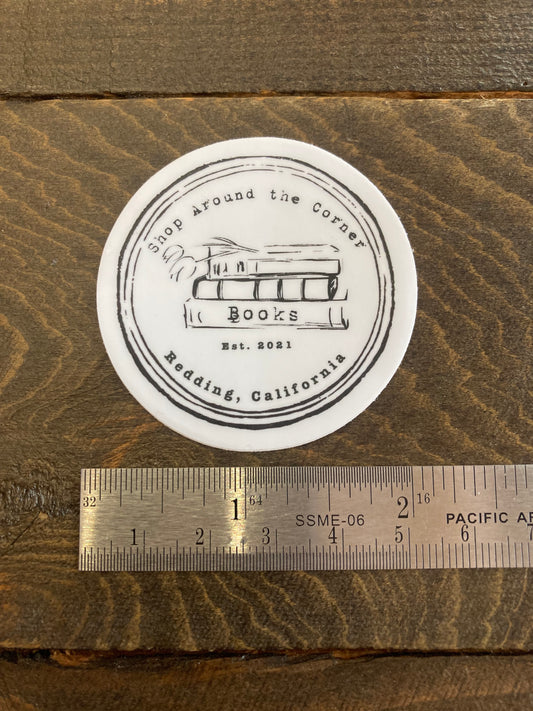 Shop Around the Corner
Books
Est. 2021
Redding, California
32 1 64 2 16
SSME-06 PACIFIC AR
1 2 3 4 5 6 7